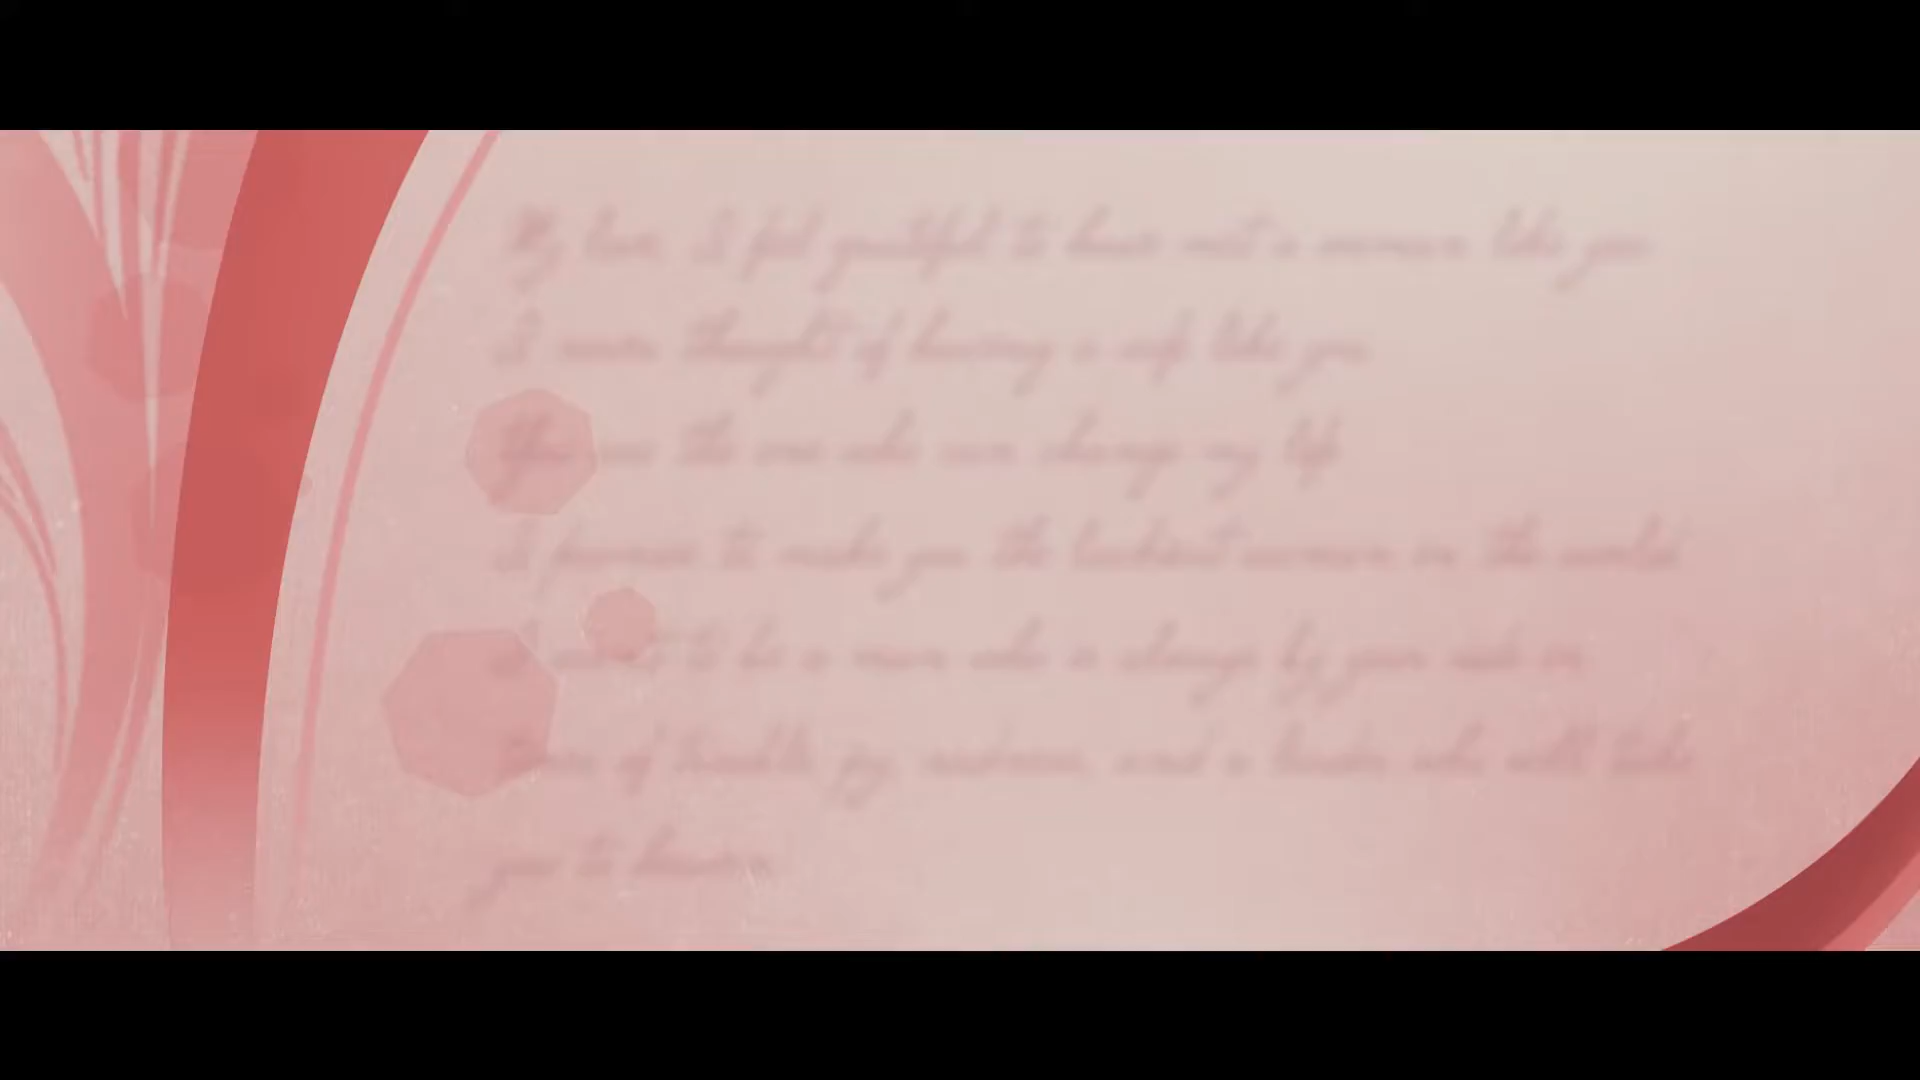 My love, I feel grateful to have met a woman like you
I never thought of having a wife like you
You are the one who can change my life
I promise to make you the luckiest woman in the world
I to be a man who is always by your side in
of trouble, joy, sadness, and a leader who will take
you to heaven